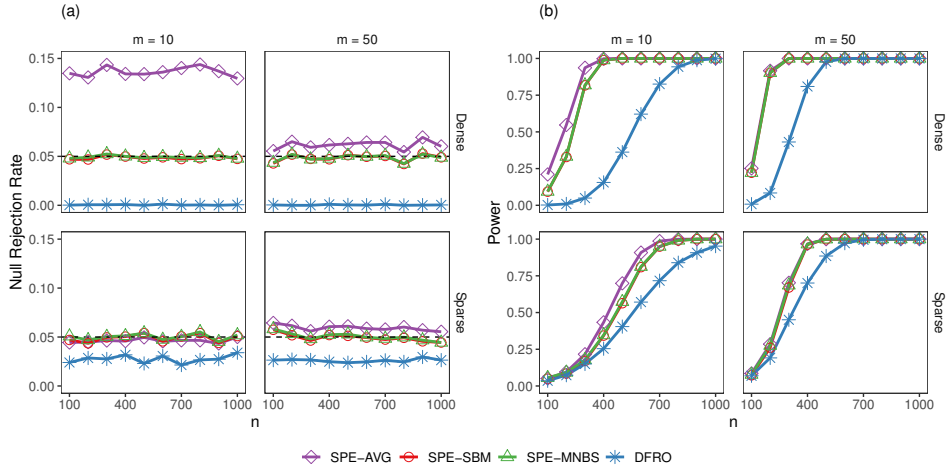 (a)
(b)
m = 10
m = 50
m = 10
m = 50
Null Rejection Rate
0.15
0.10
0.05
0.00
Dense
0.15
0.10
0.05
0.00
Sparse
100
400
700
1000
100
400
700
1000
n
Power
1.00
0.75
0.50
0.25
0.00
Dense
1.00
0.75
0.50
0.25
0.00
Sparse
100
400
700
1000
100
400
700
1000
n
SPE−AVG
SPE−SBM
SPE−MNBS
DFRO